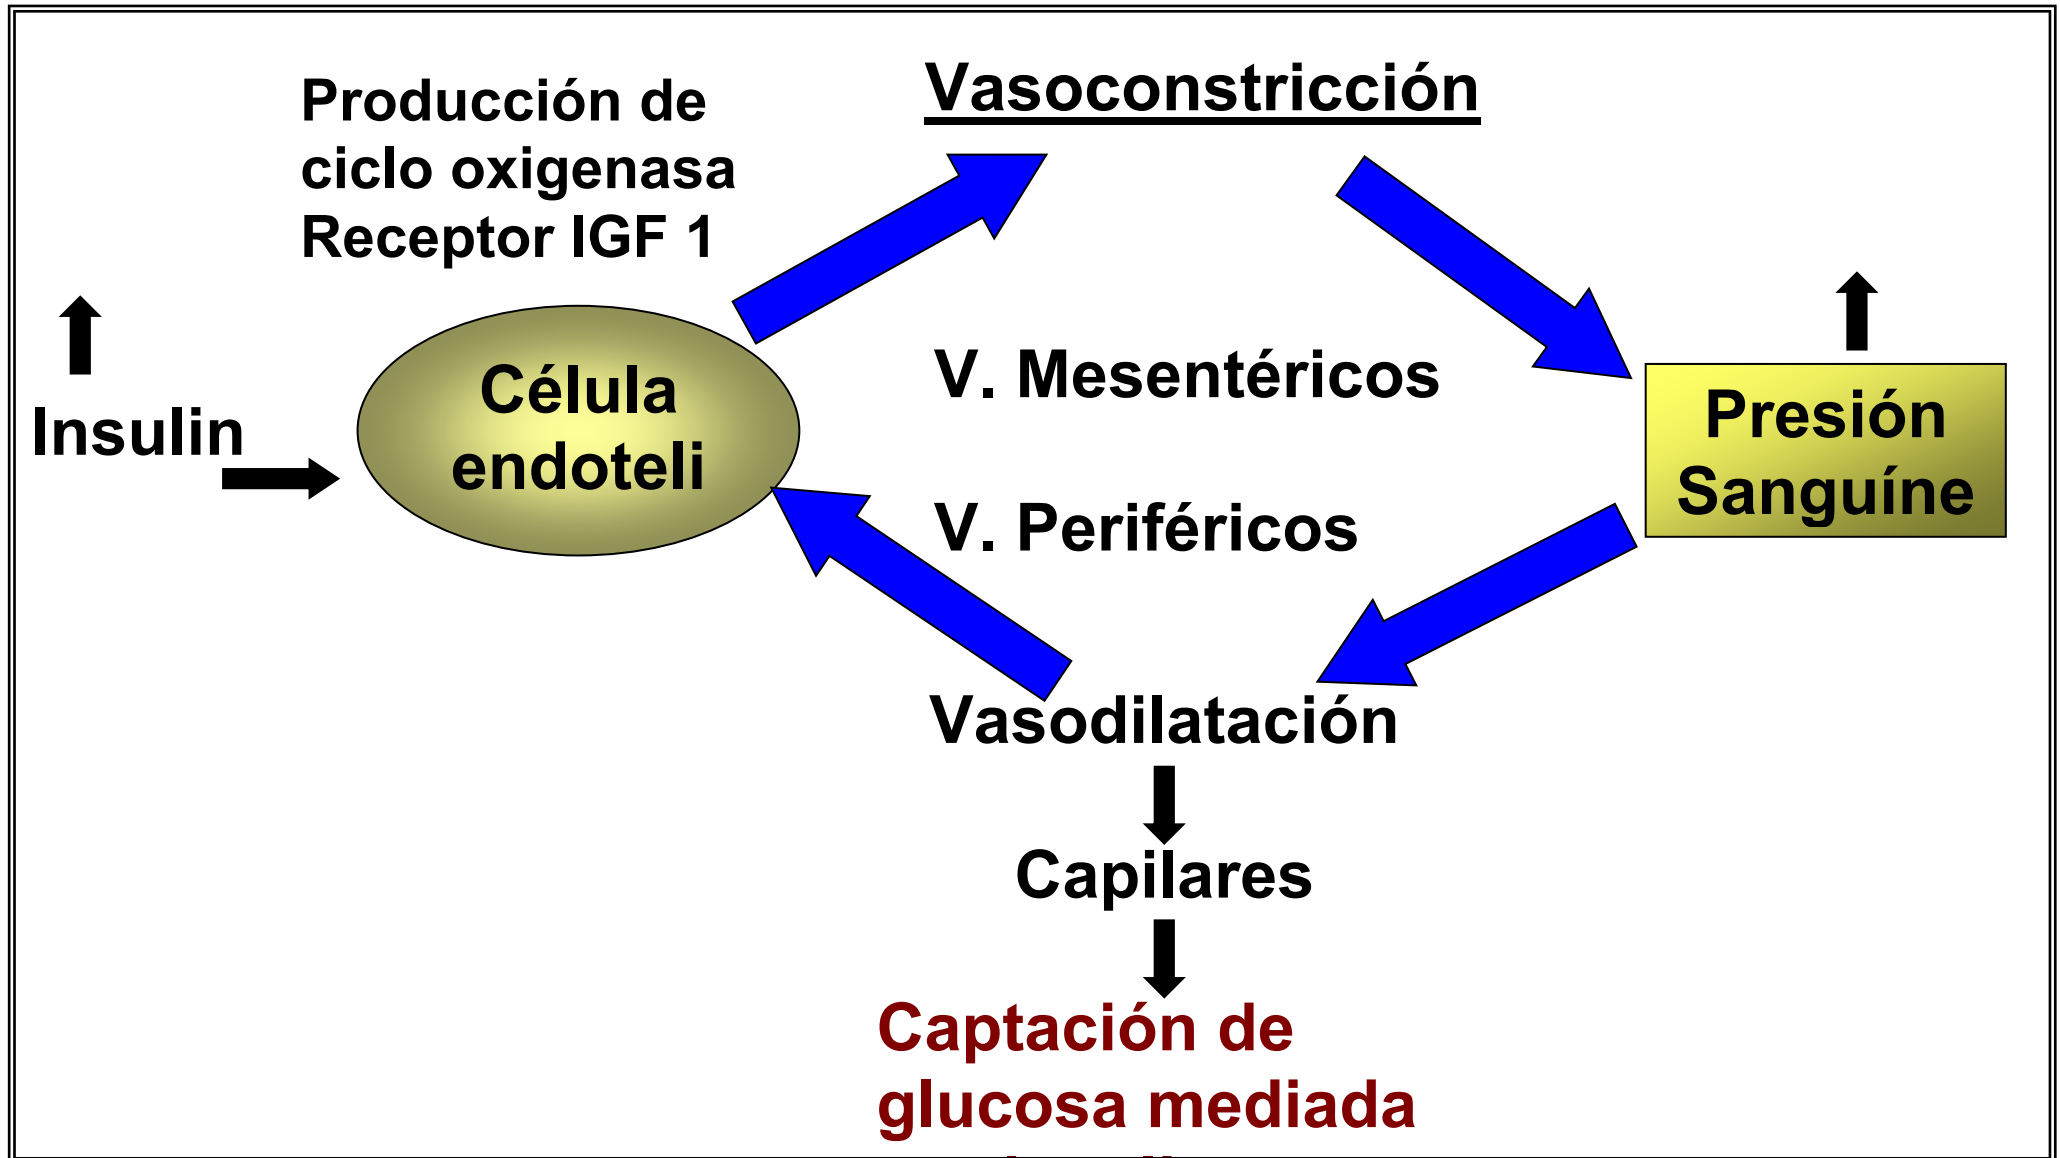 Producción de
ciclo oxigenasa
Receptor IGF 1
Vasoconstricción
Insulin
Célula
endoteli
V. Mesentéricos
V. Periféricos
Presión
Sanguíne
Vasodilatación
Capilares
Captación de
glucosa mediada